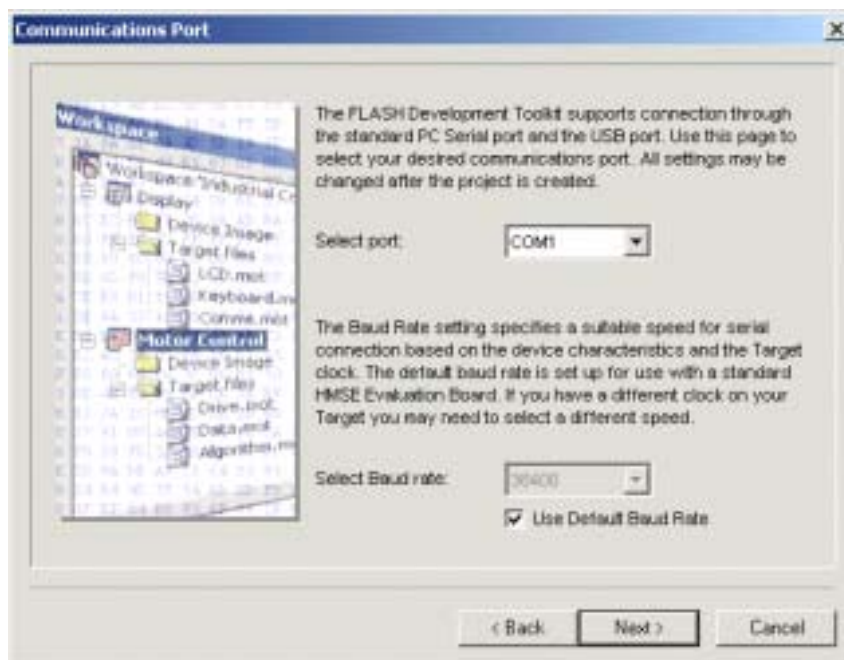 Communications Port
Workspace
Workspace "Industrial Co
Display
Device Image
Target Files
LCD.mot
Keyboard.m
Comms.mot
Motor Control
Device Image
Target Files
Drive.mot
Data.mot
Algorithm.m
The FLASH Development Toolkit supports connection through
the standard PC Serial port and the USB port. Use this page to
select your desired communications port. All settings may be
changed after the project is created.
Select port:
COM1
The Baud Rate setting specifies a suitable speed for serial
connection based on the device characteristics and the Target
clock. The default baud rate is set up for use with a standard
HMSE Evaluation Board. If you have a different clock on your
Target you may need to select a different speed.
Select Baud rate:
38400
Use Default Baud Rate
< Back
Next >
Cancel